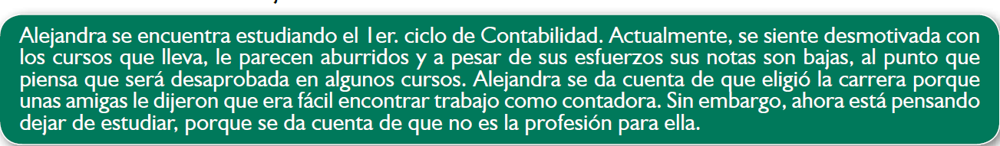 Alejandra se encuentra estudiando el 1er. ciclo de Contabilidad. Actualmente, se siente desmotivada con
los cursos que lleva, le parecen aburridos y a pesar de sus esfuerzos sus notas son bajas, al punto que
piensa que será desaprobada en algunos cursos. Alejandra se da cuenta de que eligió la carrera porque
unas amigas le dijeron que era fácil encontrar trabajo como contadora. Sin embargo, ahora está pensando
dejar de estudiar, porque se da cuenta de que no es la profesión para ella.